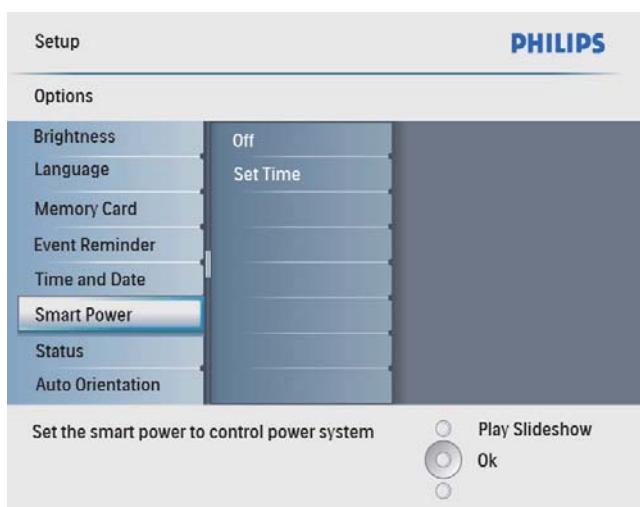 Setup
PHILIPS
Options
Brightness
Language
Memory Card
Event Reminder
Time and Date
Smart Power
Status
Auto Orientation
Off
Set Time
Set the smart power to control power system
Play Slideshow
Ok